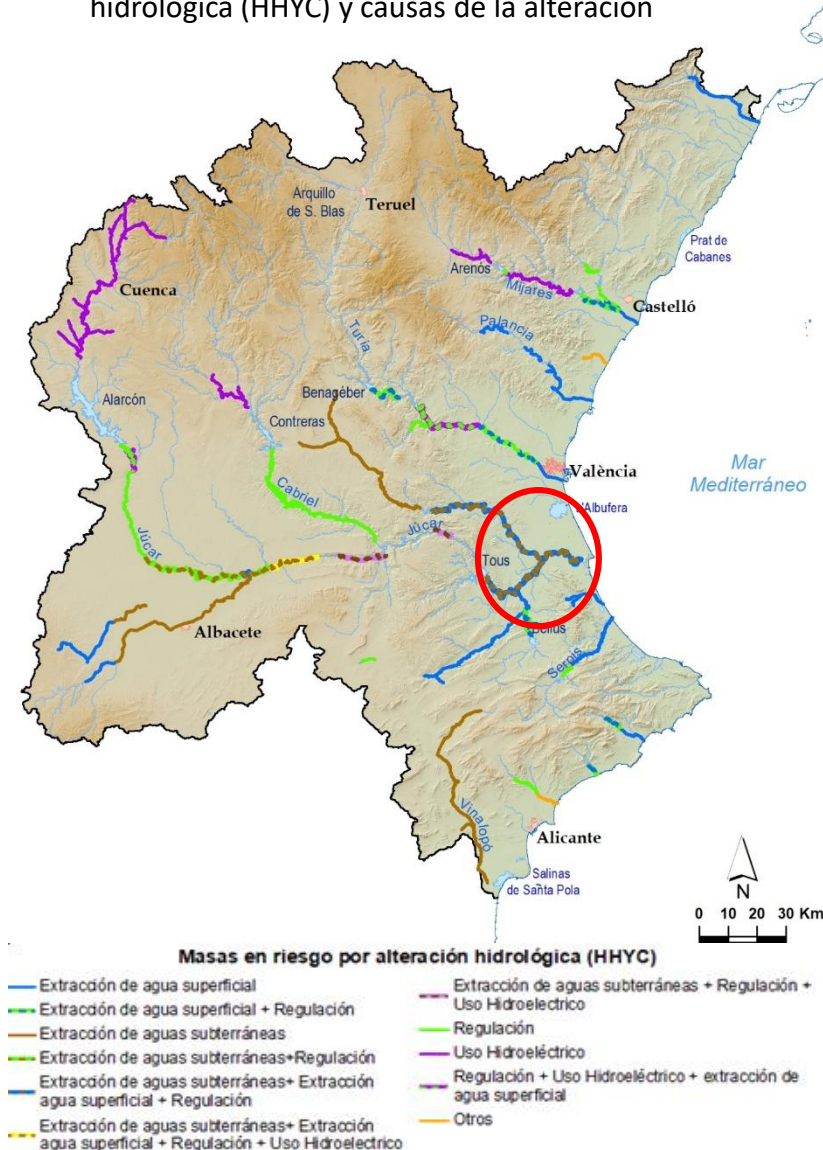 hidrológica (HHYC) y causas de la alteración
Arquillo
de S. Blas
Teruel
Prat de
Cabanes
Arenós
Mijares
Cuenca
Castelló
Palancia
Turia
Benagéber
Alarcón
Contreras
València
Mar
Mediterráneo
Cabriel
L'Albufera
Júcar
Júcar
Tous
Albacete
Bellús
Serpis
Vinalopó
Alicante
Salinas
de Santa Pola
N
0 10 20 30 Km
Masas en riesgo por alteración hidrológica (HHYC)
Extracción de agua superficial
Extracción de agua superficial + Regulación
Extracción de aguas subterráneas
Extracción de aguas subterráneas+Regulación
Extracción de aguas subterráneas+ Extracción
agua superficial + Regulación
Extracción de aguas subterráneas+ Extracción
agua superficial + Regulación + Uso Hidroelectrico
Extracción de aguas subterráneas + Regulación +
Uso Hidroelectrico
Regulación
Uso Hidroeléctrico
Regulación + Uso Hidroeléctrico + extracción de
agua superficial
Otros